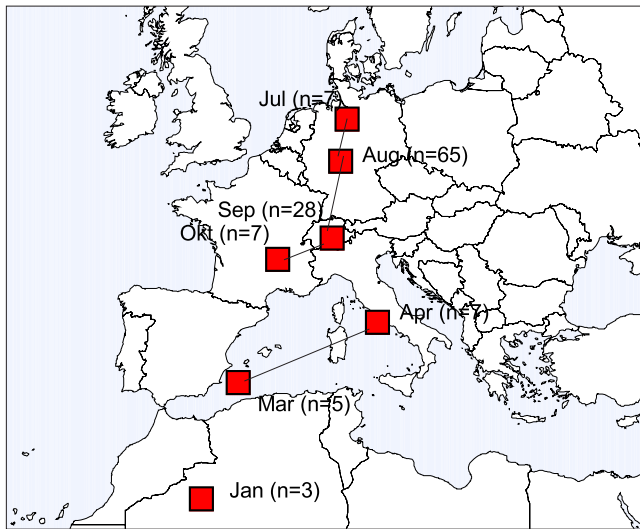 Jul (n=7)
Aug (n=65)
Sep (n=28)
Okt (n=7)
Apr (n=7)
Mar (n=5)
Jan (n=3)